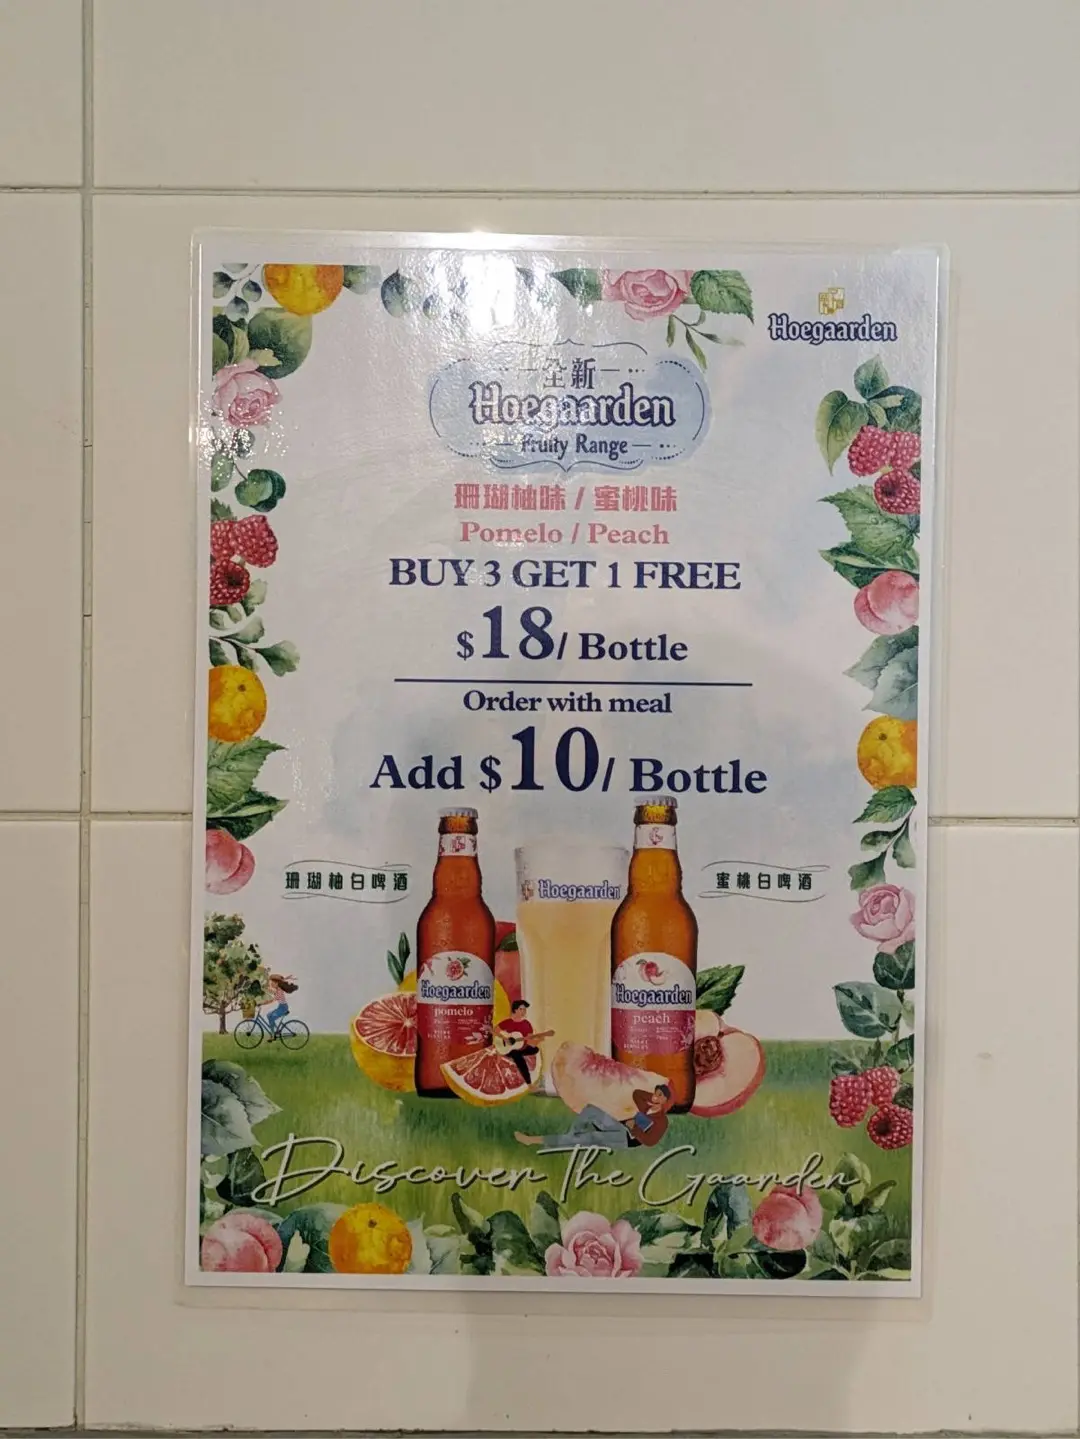 Hoegaarden
全新
Hoegaarden
Fruity Range
珊瑚柚味 / 蜜桃味
Pomelo / Peach
BUY 3 GET 1 FREE
$18/ Bottle
Order with meal
Add $10/ Bottle
珊瑚柚白啤酒
蜜桃白啤酒
Hoegaarden
Hoegaarden
pomelo
Hoegaarden
peach
Discover The Gaarden